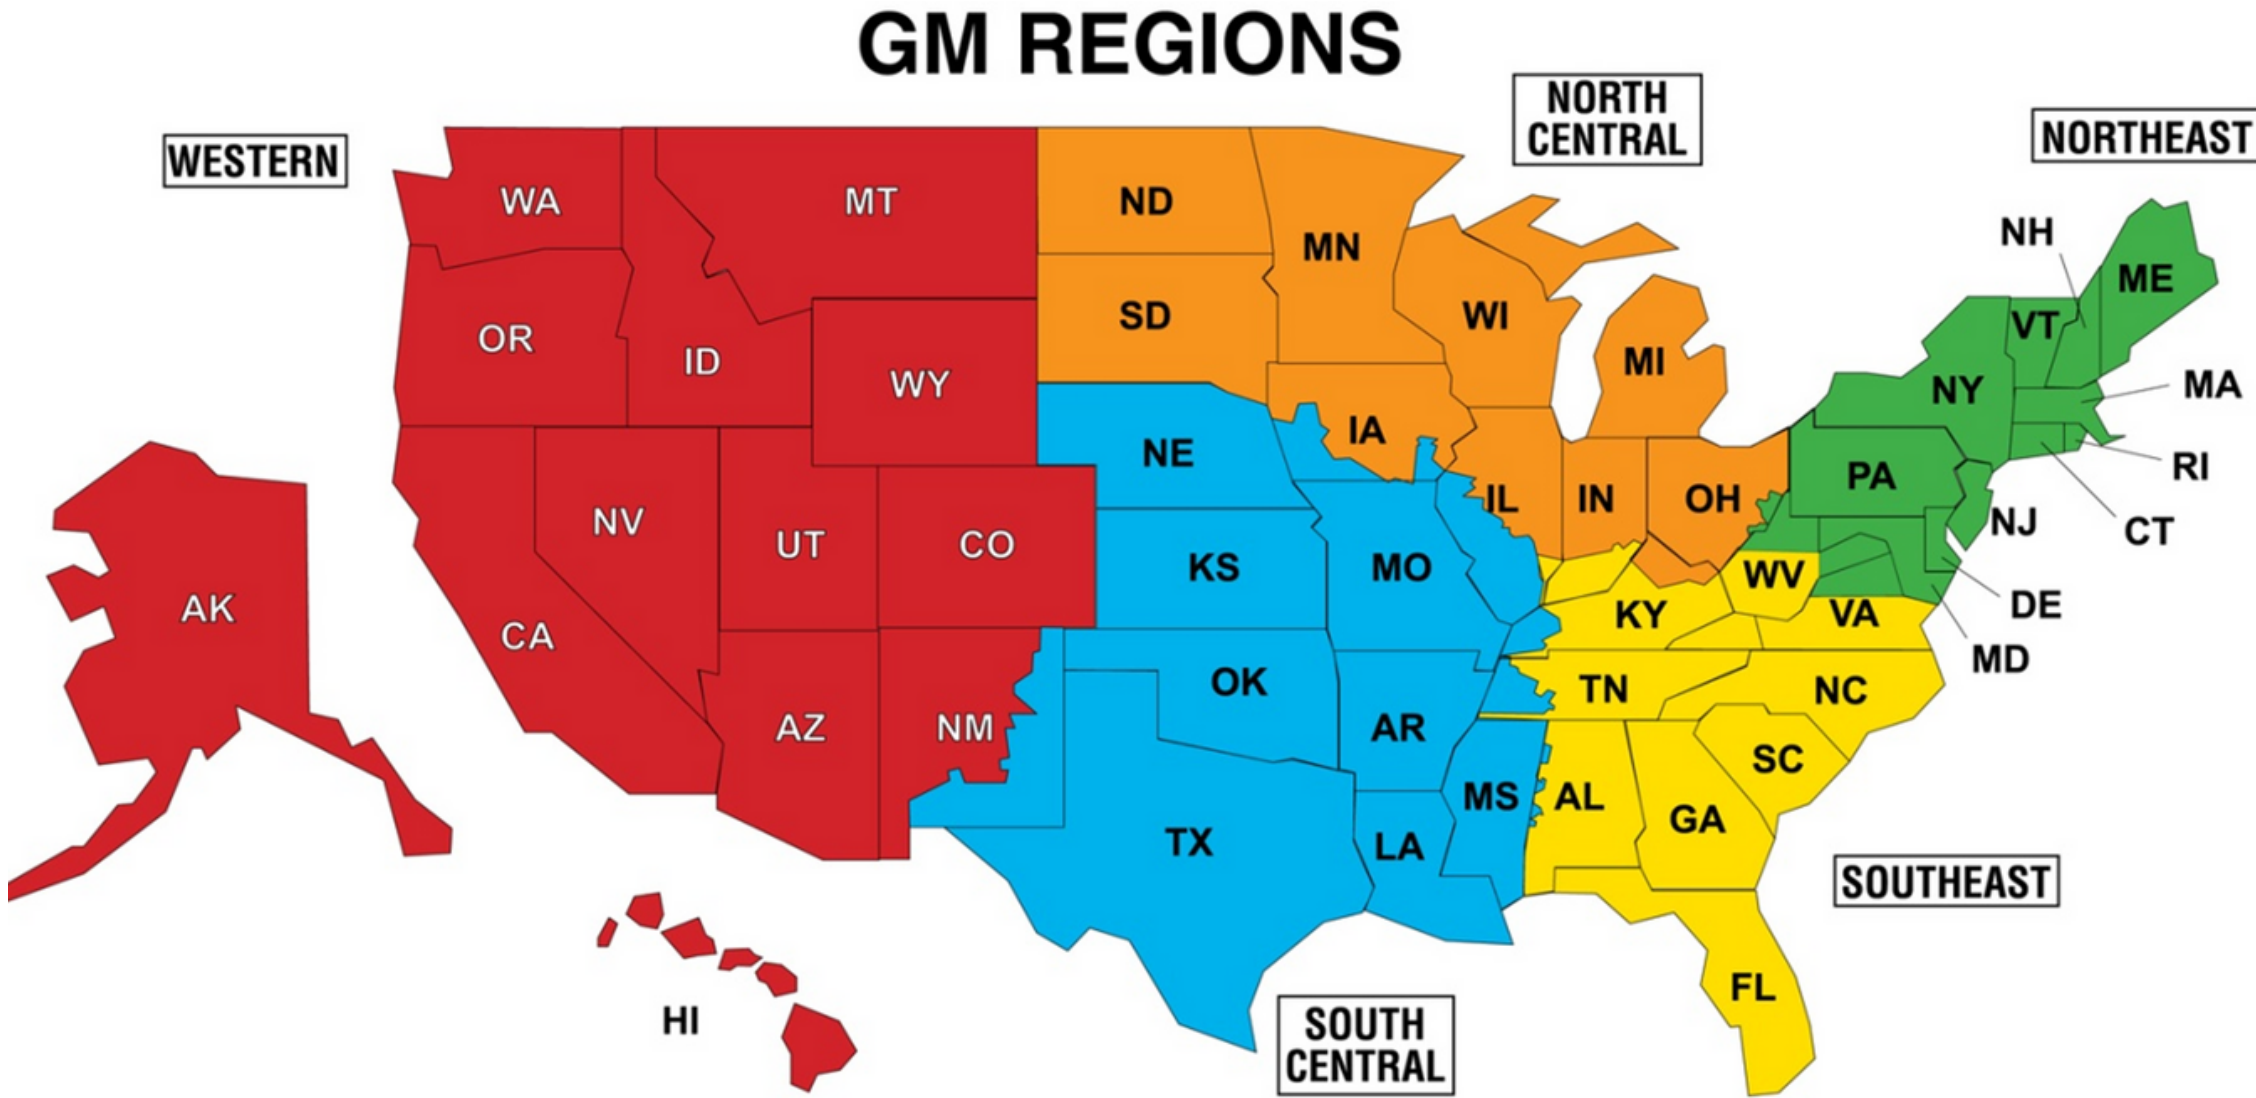 GM REGIONS
NORTH
CENTRAL
NORTHEAST
WESTERN
WA
MT
ND
MN
NH
ME
OR
ID
SD
WI
VT
MI
WY
NY
MA
NE
IA
RI
PA
NV
UT
CO
KS
MO
IL
IN
OH
NJ
CT
AK
CA
WV
DE
KY
VA
MD
AZ
NM
OK
AR
TN
NC
TX
LA
MS
AL
GA
SC
SOUTHEAST
FL
HI
SOUTH
CENTRAL